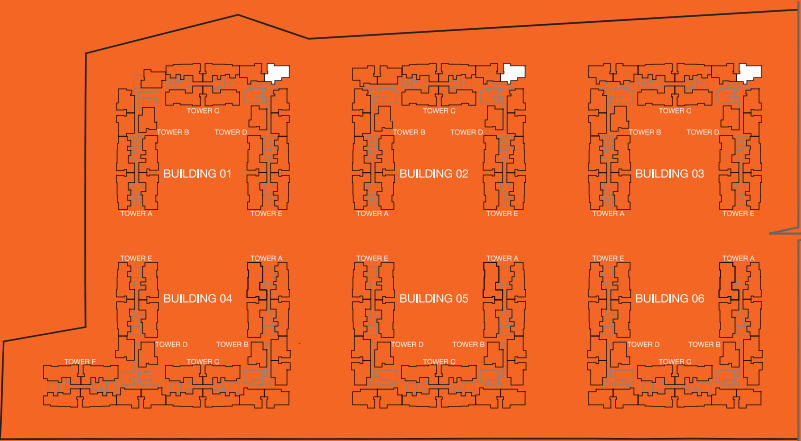 TOWER C
TOWER C
TOWER C
TOWER B TOWER D
TOWER B TOWER D
TOWER B TOWER D
BUILDING 01
BUILDING 02
BUILDING 03
TOWER A TOWER E
TOWER A TOWER E
TOWER A TOWER E
TOWER E TOWER A
TOWER E TOWER A
TOWER E TOWER A
BUILDING 04
BUILDING 05
BUILDING 06
TOWER D TOWER B
TOWER D TOWER B
TOWER D TOWER B
TOWER F TOWER C
TOWER C
TOWER C